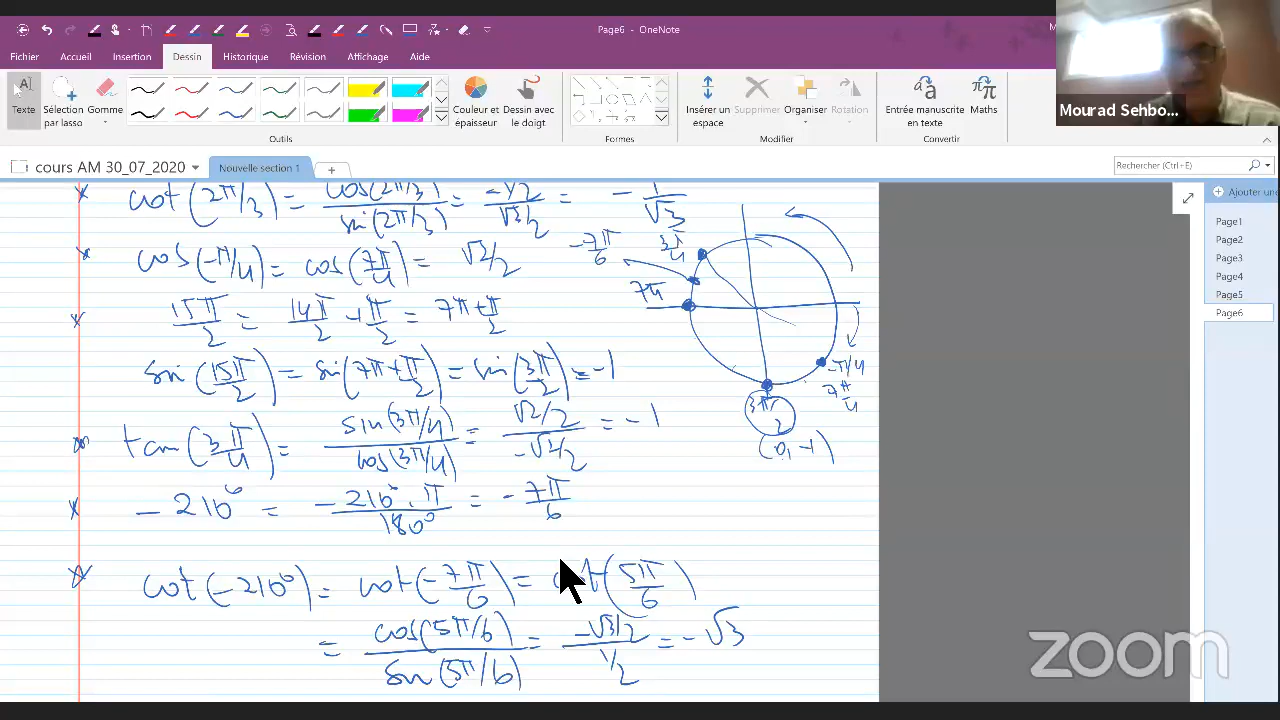 Page6 - OneNote
Fichier Accueil Insertion Dessin Historique Révision Affichage Aide
Texte
Sélection par lasso
Gomme
Couleur et épaisseur
Dessin avec le doigt
Insérer un espace
Supprimer
Organiser
Rotation
Entrée manuscrite en texte
Maths
Outils
Formes
Modifier
Convertir
Mourad Sehbo...
cours AM 30_07_2020
Nouvelle section 1
+
Rechercher (Ctrl+E)
Ajouter une
Page1
Page2
Page3
Page4
Page5
Page6
* cot(2π/3) = cos(2π/3)/sin(2π/3) = -1/2/√3/2 = - 1/√3
* cos(-π/4) = cos(7π/4) = √2/2
* 15π/2 = 14π/2 + π/2 = 7π + π/2
sin(15π/2) = sin(7π + π/2) = sin(3π/2) = -1
* tan(3π/4) = sin(3π/4)/cos(3π/4) = √2/2/-√2/2 = -1
* -210° = -210°.π/180° = -7π/6
* cot(-210°) = cot(-7π/6) = cot(5π/6)
= cos(5π/6)/sin(5π/6) = -√3/2/1/2 = -√3
-7π/6
3π/4
7π
-π/4
7π/4
3π/2
(0, -1)
zoom